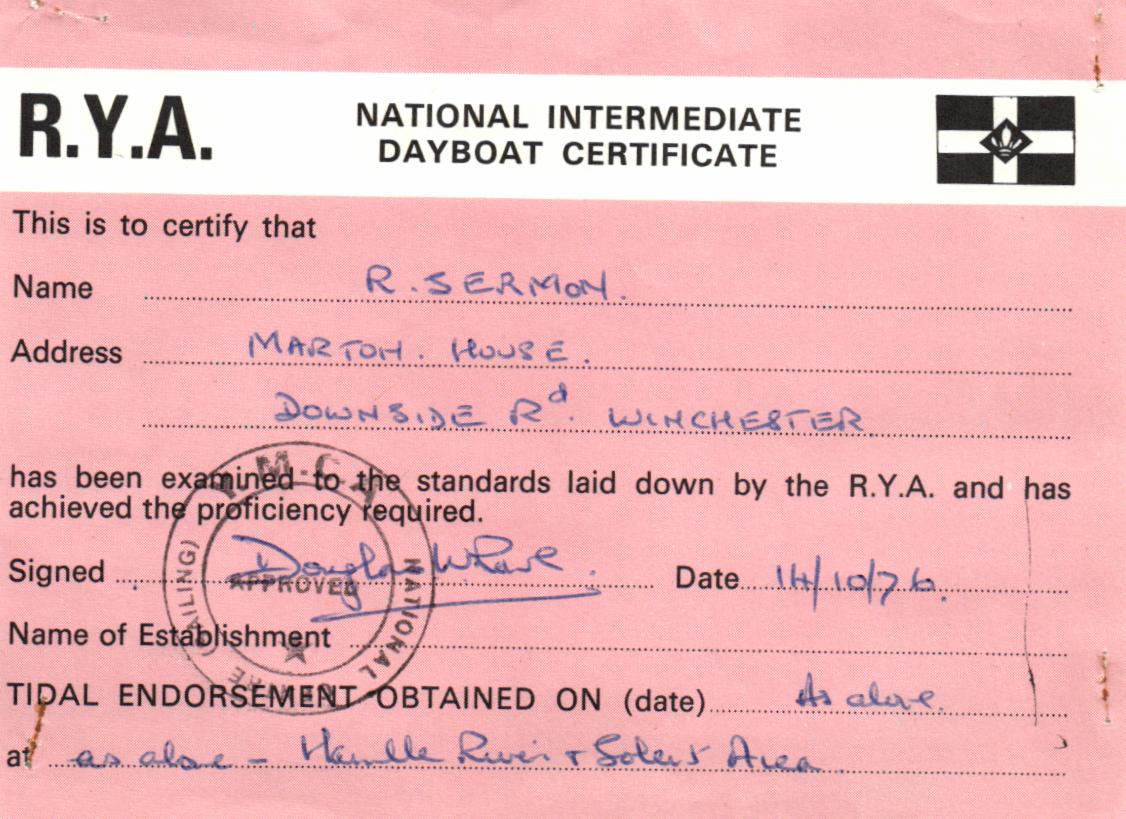 R.Y.A.
NATIONAL INTERMEDIATE
DAYBOAT CERTIFICATE
This is to certify that
Name R. SERMON.
Address MARTON. HOUSE.
DOWNSIDE Rd. WINCHESTER
has been examined to the standards laid down by the R.Y.A. and has
achieved the proficiency required.
Signed Douglas Date 14/10/76.
Name of Establishment
Y.M.C.A
NATIONAL CENTRE (SAILING)
APPROVED
TIDAL ENDORSEMENT OBTAINED ON (date) As above.
at as above - Hamble River + Solent Area